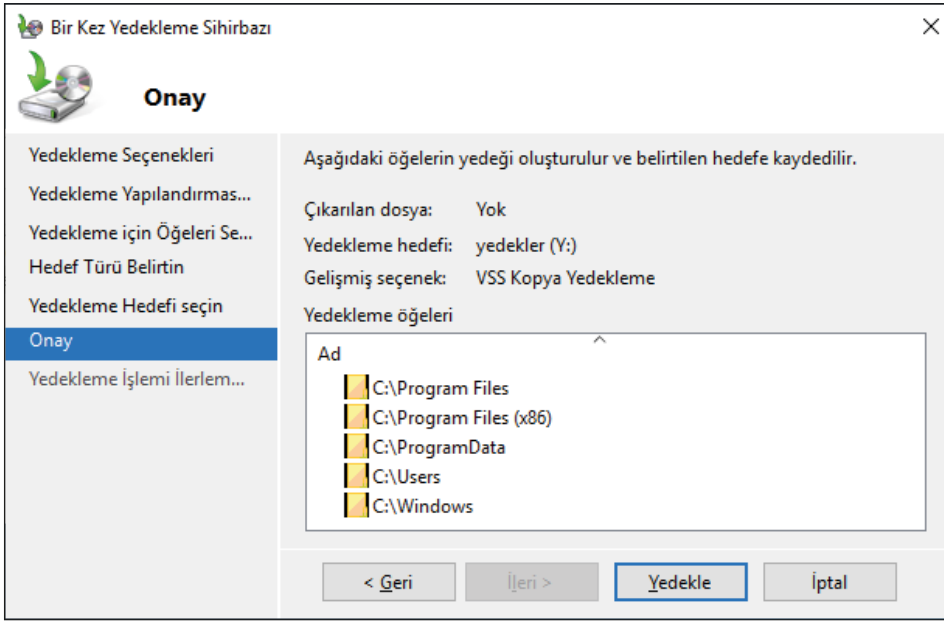 Bir Kez Yedekleme Sihirbazı
Onay
Yedekleme Seçenekleri
Yedekleme Yapılandırmas...
Yedekleme için Öğeleri Se...
Hedef Türü Belirtin
Yedekleme Hedefi seçin
Onay
Yedekleme İşlemi İlerlem...
Aşağıdaki öğelerin yedeği oluşturulur ve belirtilen hedefe kaydedilir.
Çıkarılan dosya: Yok
Yedekleme hedefi: yedekler (Y:)
Gelişmiş seçenek: VSS Kopya Yedekleme
Yedekleme öğeleri
Ad
C:\Program Files
C:\Program Files (x86)
C:\ProgramData
C:\Users
C:\Windows
< Geri
İleri >
Yedekle
İptal